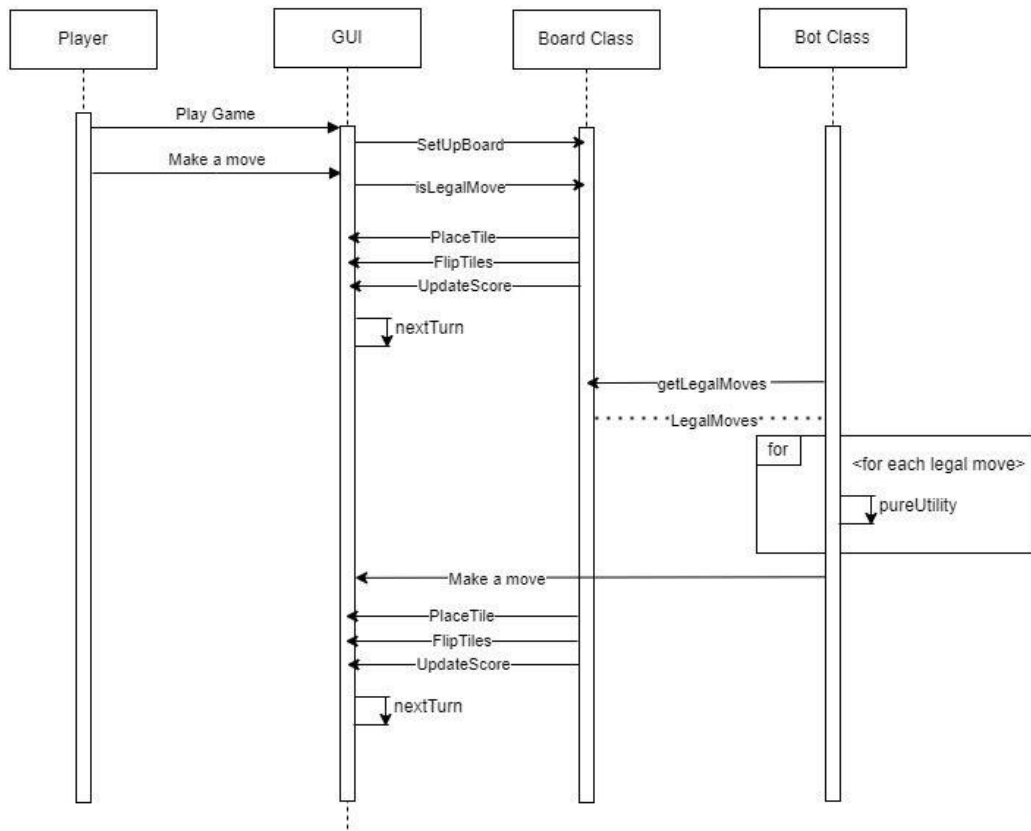 Player
GUI
Board Class
Bot Class
Play Game
SetUpBoard
Make a move
isLegalMove
PlaceTile
FlipTiles
UpdateScore
nextTurn
getLegalMoves
LegalMoves
for
<for each legal move>
pureUtility
Make a move
PlaceTile
FlipTiles
UpdateScore
nextTurn